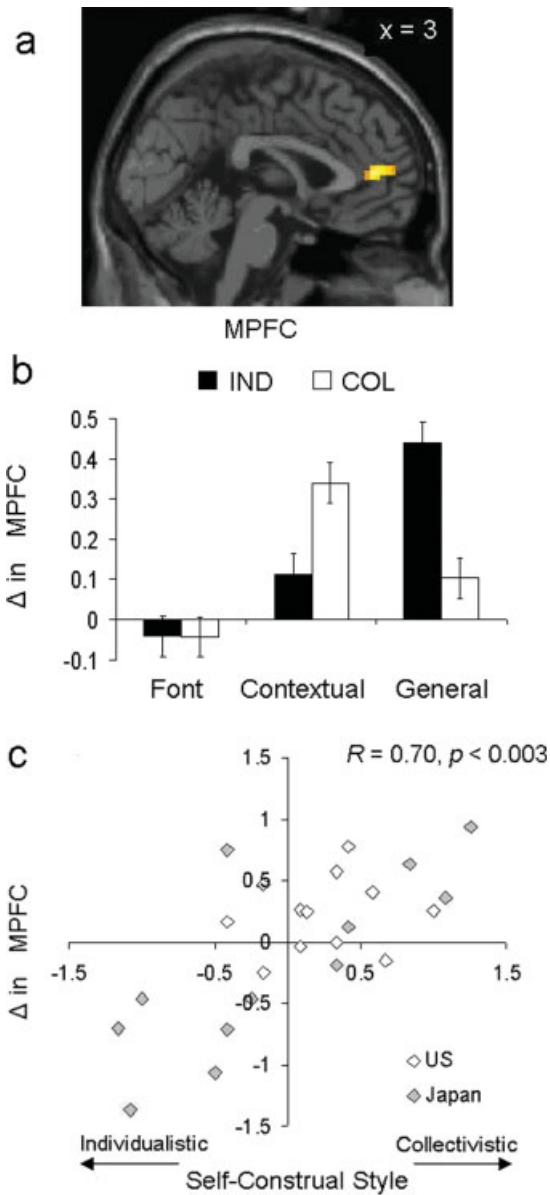 a
x = 3
MPFC
b
IND COL
Δ in MPFC
0.5
0.4
0.3
0.2
0.1
0
-0.1
Font Contextual General
c
R = 0.70, p < 0.003
Δ in MPFC
1.5
1
0.5
0
-1.5 -0.5 0.5 1.5
-0.5
-1
-1.5
US
Japan
Individualistic Collectivistic
Self-Construal Style